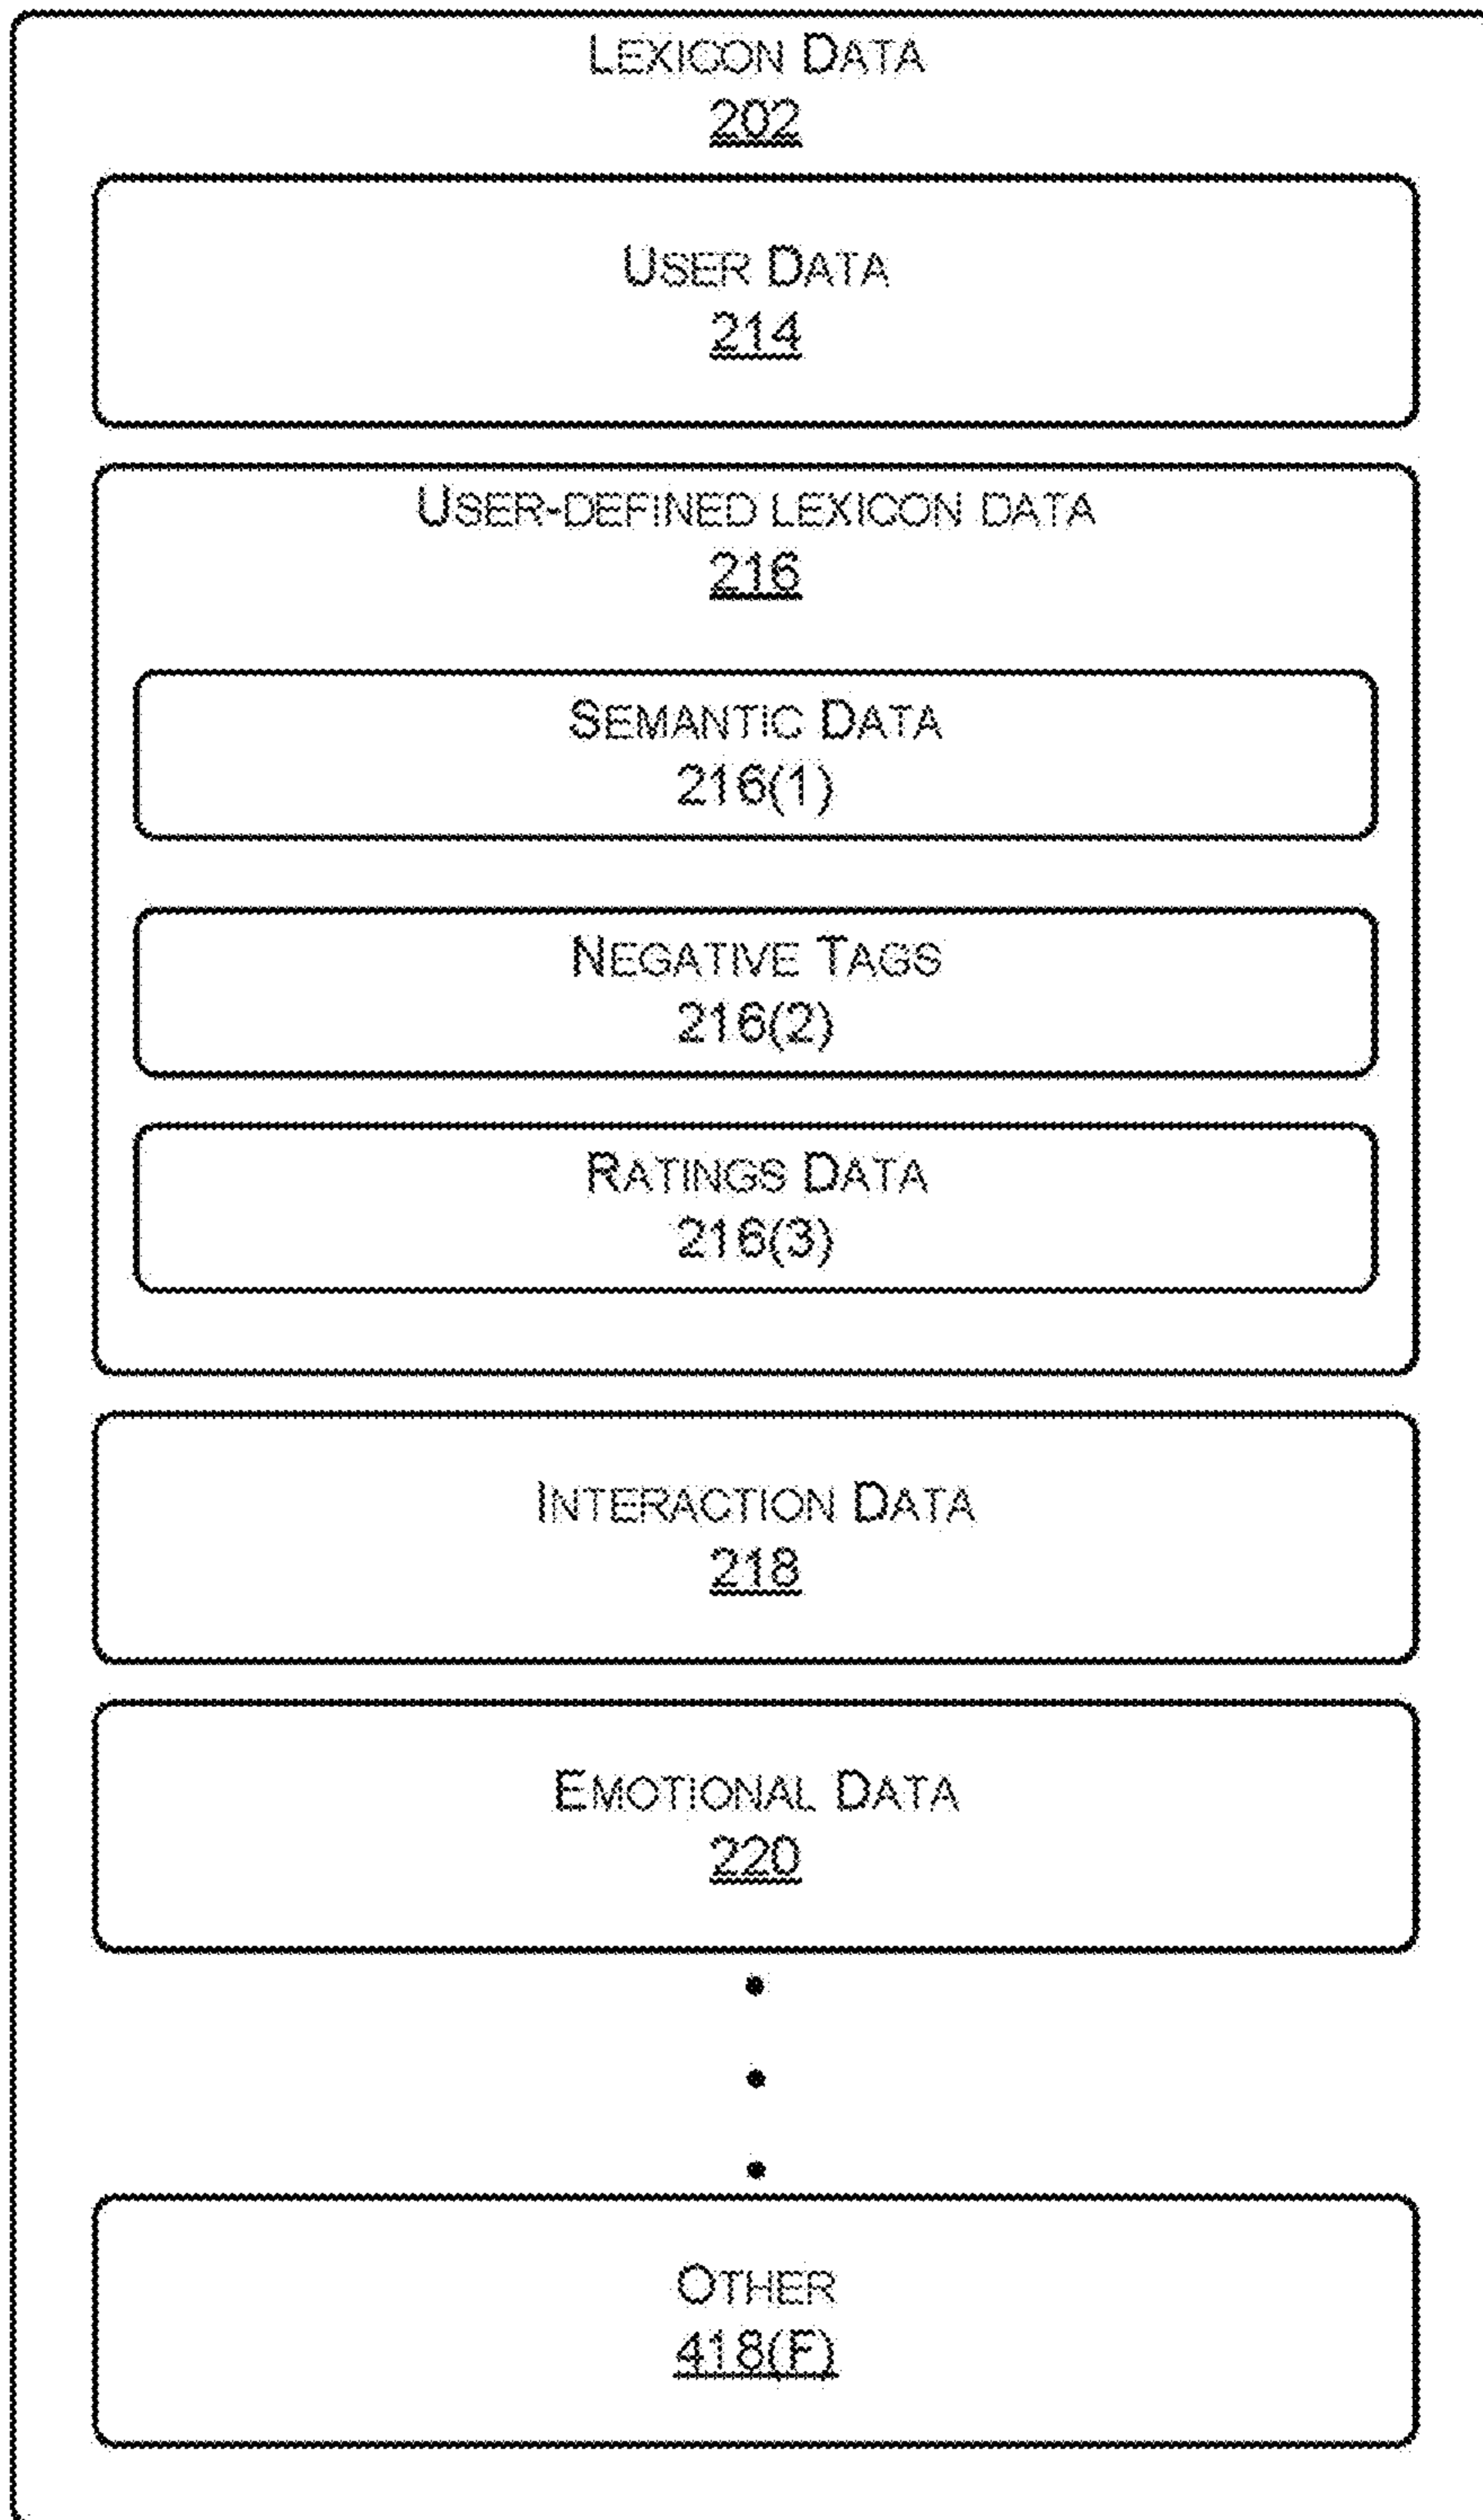 LEXICON DATA
202
USER DATA
214
USER-DEFINED LEXICON DATA
216
SEMANTIC DATA
216(1)
NEGATIVE TAGS
216(2)
RATINGS DATA
216(3)
INTERACTION DATA
218
EMOTIONAL DATA
220
OTHER
418(F)